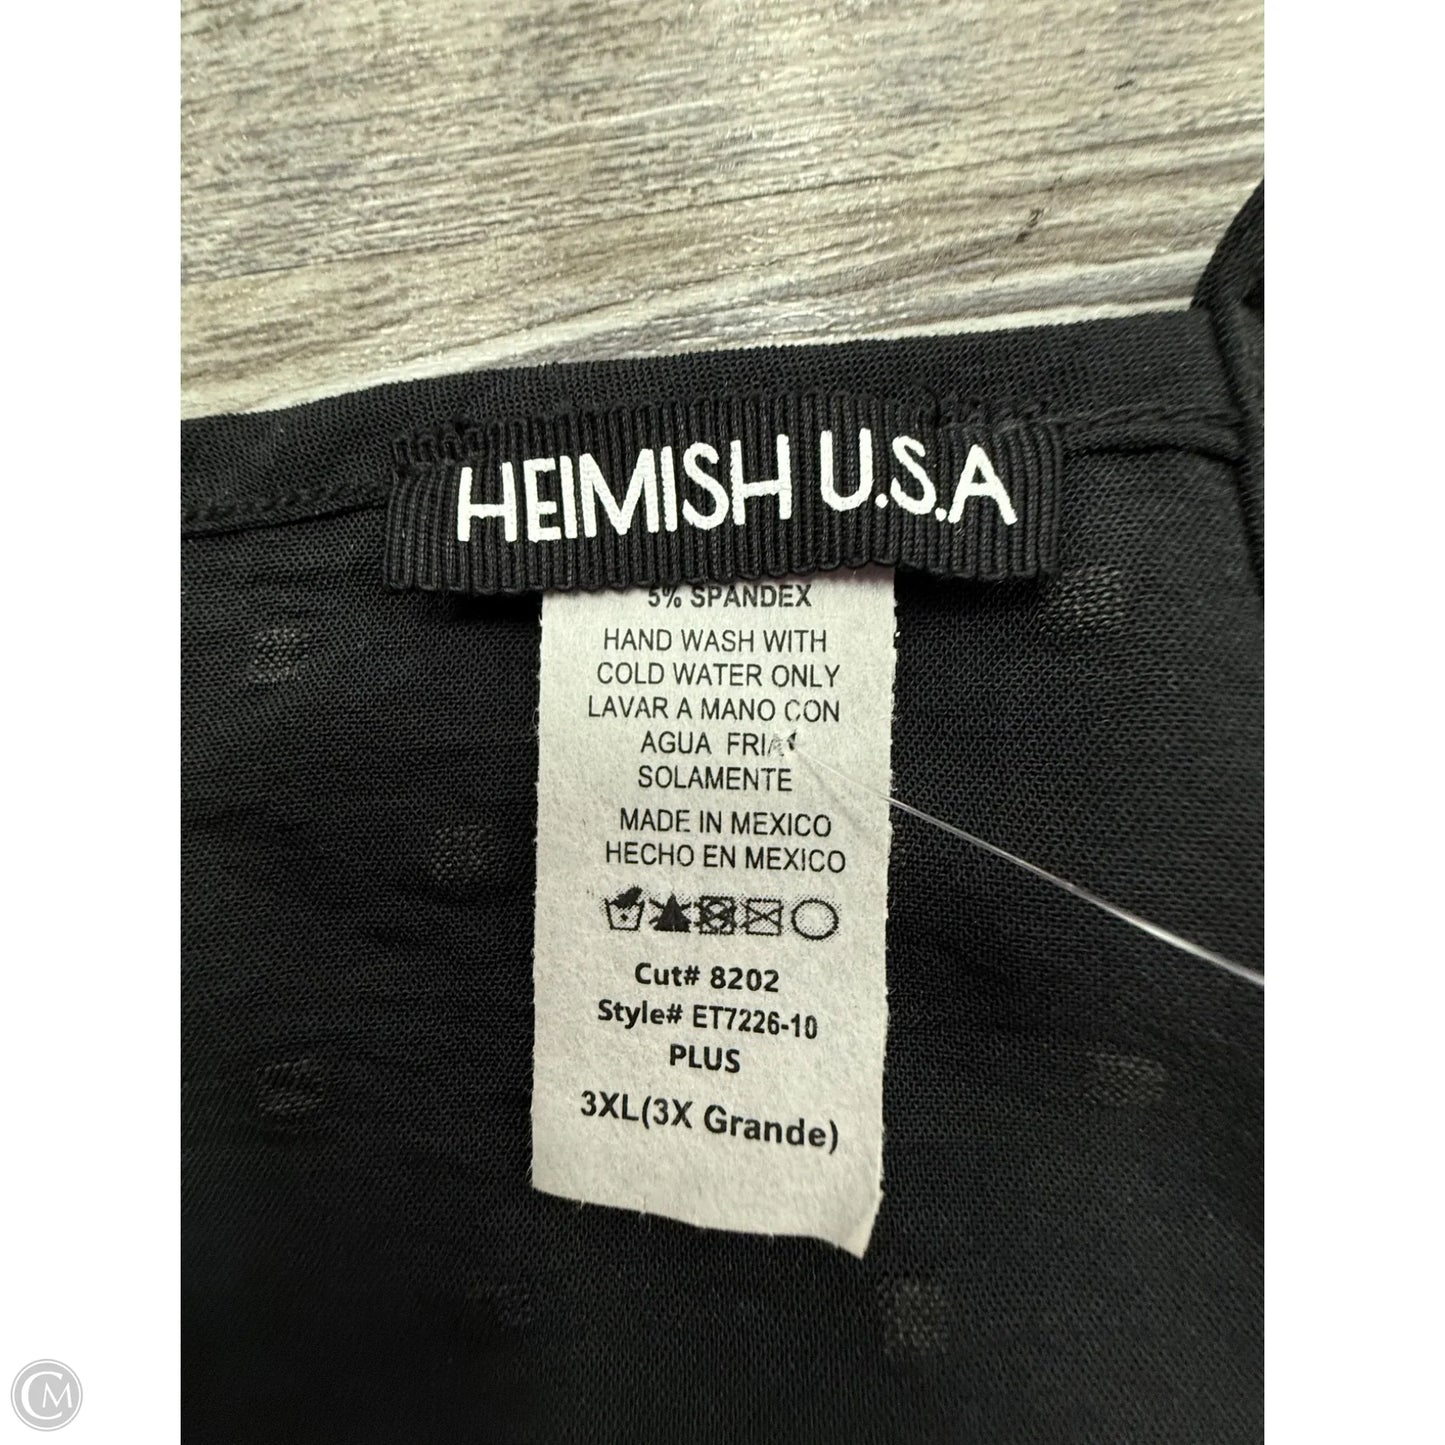 HEIMISH U.S.A
5% SPANDEX
HAND WASH WITH
COLD WATER ONLY
LAVAR A MANO CON
AGUA FRIA
SOLAMENTE
MADE IN MEXICO
HECHO EN MEXICO
Cut# 8202
Style# ET7226-10
PLUS
3XL(3X Grande)
CM